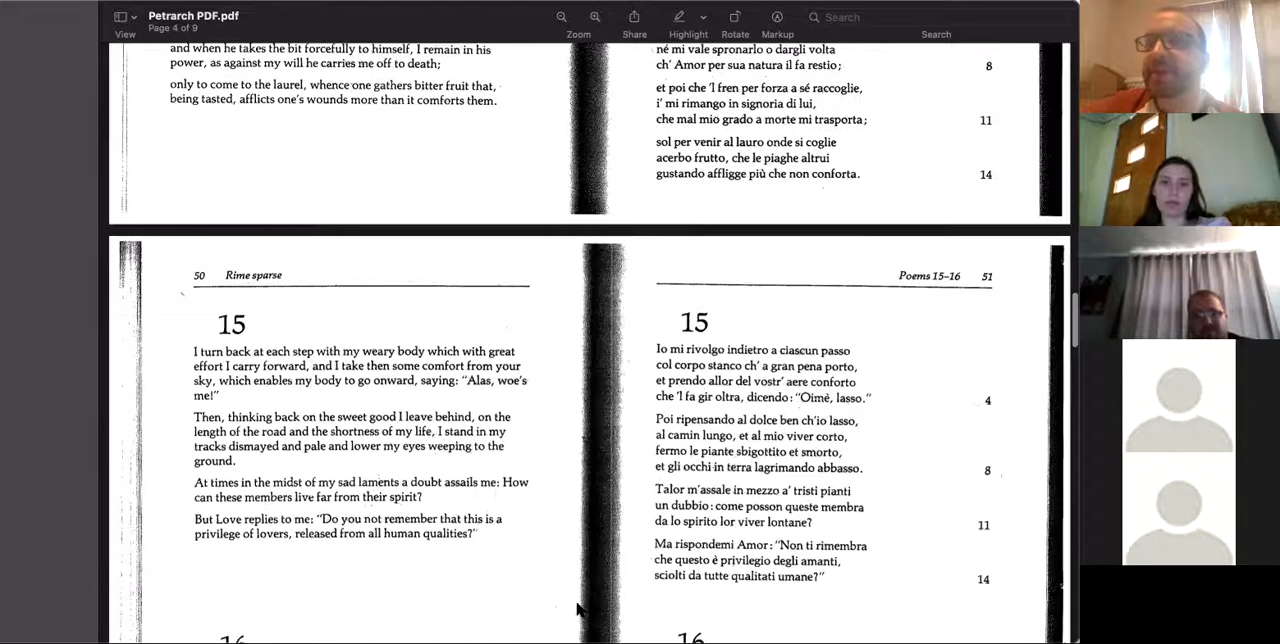 Petrarch PDF.pdf
Page 4 of 9
View
Zoom
Share
Highlight
Rotate
Markup
Search
Search
and when he takes the bit forcefully to himself, I remain in his
power, as against my will he carries me off to death;
only to come to the laurel, whence one gathers bitter fruit that,
being tasted, afflicts one's wounds more than it comforts them.
né mi vale spronarlo o dargli volta
ch' Amor per sua natura il fa restio; 8
et poi che 'l fren per forza a sé raccoglie,
i' mi rimango in signoria di lui,
che mal mio grado a morte mi trasporta; 11
sol per venir al lauro onde si coglie
acerbo frutto, che le piaghe altrui
gustando affligge più che non conforta. 14
50 Rime sparse
15
I turn back at each step with my weary body which with great
effort I carry forward, and I take then some comfort from your
sky, which enables my body to go onward, saying: "Alas, woe's
me!"
Then, thinking back on the sweet good I leave behind, on the
length of the road and the shortness of my life, I stand in my
tracks dismayed and pale and lower my eyes weeping to the
ground.
At times in the midst of my sad laments a doubt assails me: How
can these members live far from their spirit?
But Love replies to me: "Do you not remember that this is a
privilege of lovers, released from all human qualities?"
16
Poems 15-16 51
15
Io mi rivolgo indietro a ciascun passo
col corpo stanco ch' a gran pena porto,
et prendo allor del vostr' aere conforto
che 'l fa gir oltra, dicendo: "Oimè, lasso." 4
Poi ripensando al dolce ben ch'io lasso,
al camin lungo, et al mio viver corto,
fermo le piante sbigottito et smorto,
et gli occhi in terra lagrimando abbasso. 8
Talor m'assale in mezzo a' tristi pianti
un dubbio: come posson queste membra
da lo spirito lor viver lontane? 11
Ma rispondemi Amor: "Non ti rimembra
che questo è privilegio degli amanti,
sciolti da tutte qualitati umane?" 14
16